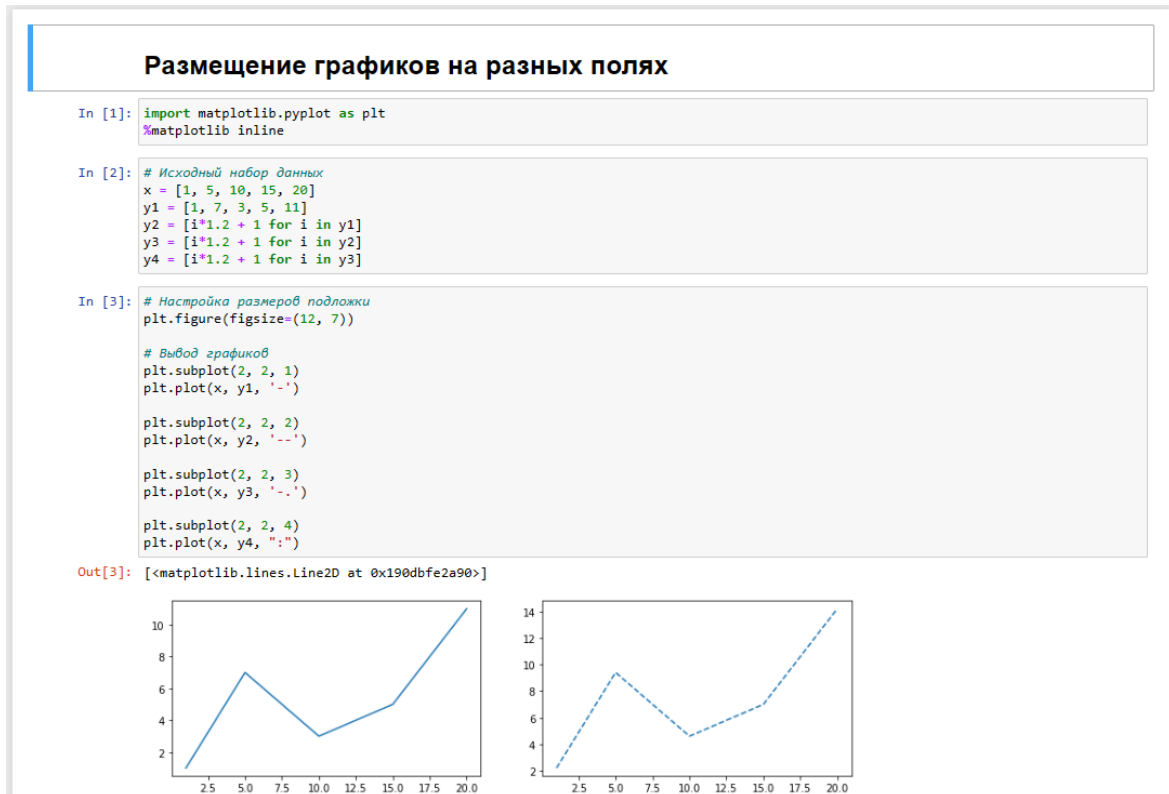 Размещение графиков на разных полях
In [1]: import matplotlib.pyplot as plt
%matplotlib inline
In [2]: # Исходный набор данных
x = [1, 5, 10, 15, 20]
y1 = [1, 7, 3, 5, 11]
y2 = [i*1.2 + 1 for i in y1]
y3 = [i*1.2 + 1 for i in y2]
y4 = [i*1.2 + 1 for i in y3]
In [3]: # Настройка размеров подложки
plt.figure(figsize=(12, 7))
# Вывод графиков
plt.subplot(2, 2, 1)
plt.plot(x, y1, '-')
plt.subplot(2, 2, 2)
plt.plot(x, y2, '--')
plt.subplot(2, 2, 3)
plt.plot(x, y3, '-.')
plt.subplot(2, 2, 4)
plt.plot(x, y4, ":")
Out[3]: [<matplotlib.lines.Line2D at 0x190dbfe2a90>]
10
8
6
4
2
2.5 5.0 7.5 10.0 12.5 15.0 17.5 20.0
14
12
10
8
6
4
2
2.5 5.0 7.5 10.0 12.5 15.0 17.5 20.0